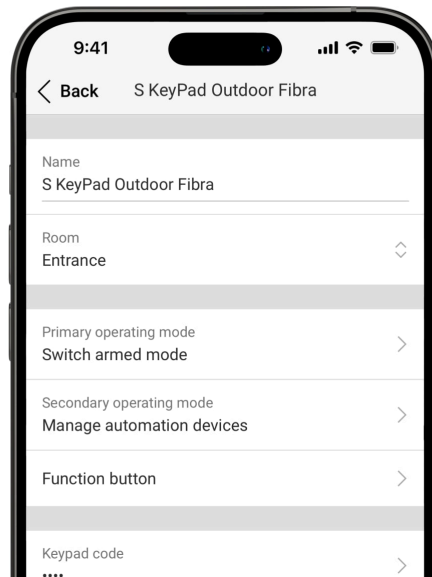 9:41
Back
S KeyPad Outdoor Fibra
Name
S KeyPad Outdoor Fibra
Room
Entrance
Primary operating mode
Switch armed mode
Secondary operating mode
Manage automation devices
Function button
Keypad code
••••